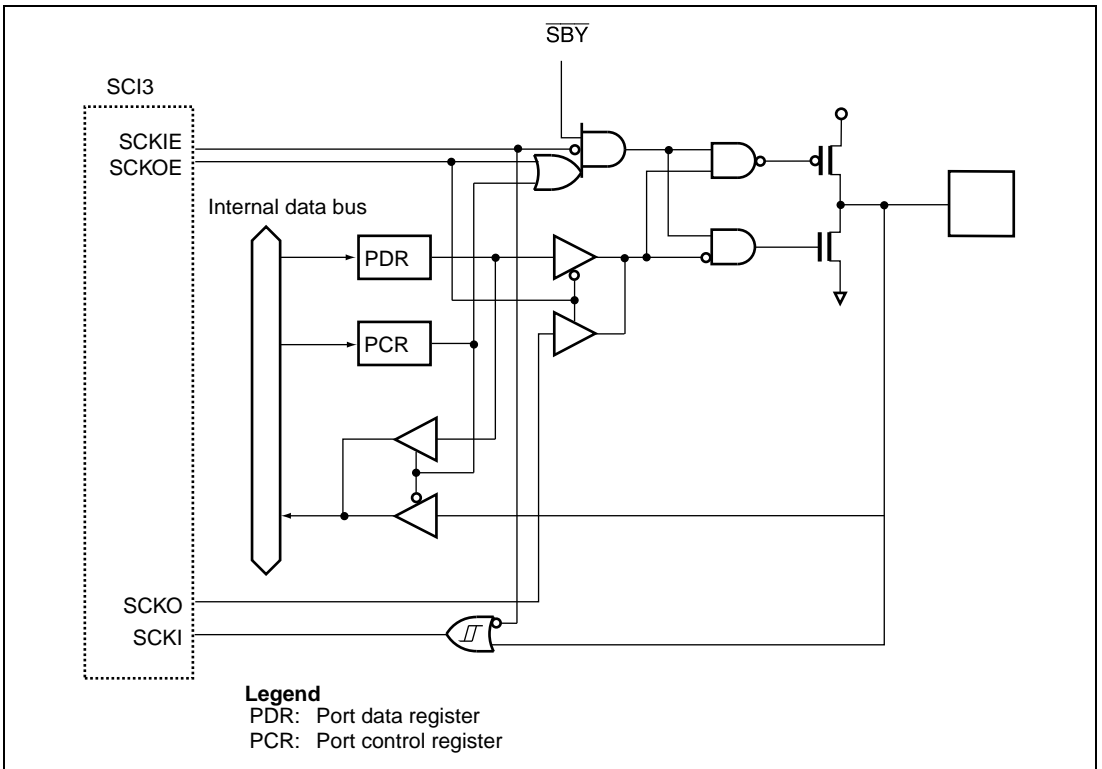 SBY
SCI3
SCKIE
SCKOE
Internal data bus
PDR
PCR
SCKO
SCKI
Legend
PDR: Port data register
PCR: Port control register